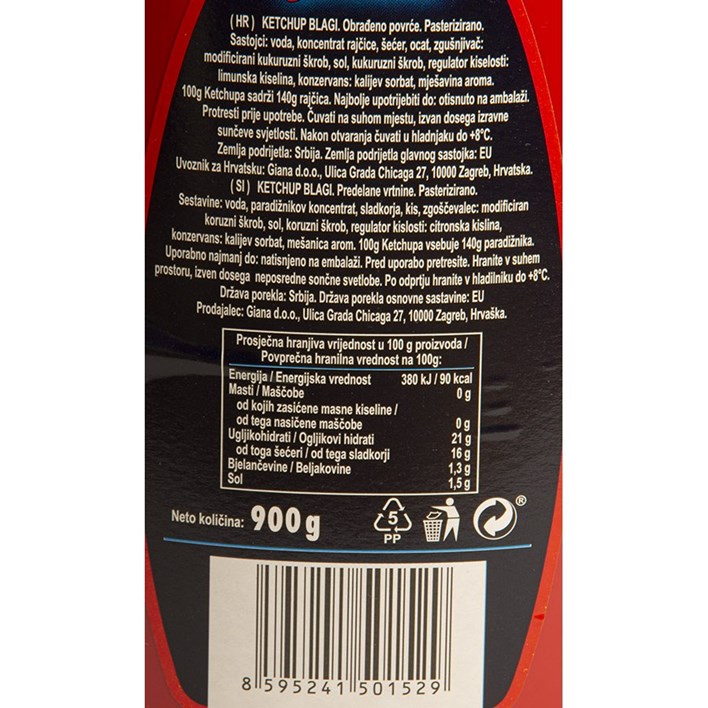 (HR) KETCHUP BLAGI. Obrađeno povrće. Pasterizirano.
Sastojci: voda, koncentrat rajčice, šećer, ocat, zgušnjivač:
modificirani kukuruzni škrob, sol, kukuruzni škrob, regulator kiselosti:
limunska kiselina, konzervans: kalijev sorbat, mješavina aroma.
100g Ketchupa sadrži 140g rajčica. Najbolje upotrijebiti do: otisnuto na ambalaži.
Protresti prije upotrebe. Čuvati na suhom mjestu, izvan dosega izravne
sunčeve svjetlosti. Nakon otvaranja čuvati u hladnjaku do +8°C.
Zemlja podrijetla: Srbija. Zemlja podrijetla glavnog sastojka: EU
Uvoznik za Hrvatsku: Giana d.o.o., Ulica Grada Chicaga 27, 10000 Zagreb, Hrvatska.
(SI) KETCHUP BLAGI. Predelane vrtnine. Pasterizirano.
Sestavine: voda, paradižnikov koncentrat, sladkorja, kis, zgoščevalec: modificiran
koruzni škrob, sol, koruzni škrob, regulator kislosti: citronska kislina,
konzervans: kalijev sorbat, mešanica arom. 100g Ketchupa vsebuje 140g paradižnika.
Uporabno najmanj do: natisnjeno na embalaži. Pred uporabo pretresite. Hranite v suhem
prostoru, izven dosega neposredne sončne svetlobe. Po odprtju hranite v hladilniku do +8°C.
Država porekla: Srbija. Država porekla osnovne sastavine: EU
Prodajalec: Giana d.o.o., Ulica Grada Chicaga 27, 10000 Zagreb, Hrvaška.
Prosječna hranjiva vrijednost u 100 g proizvoda /
Povprečna hranilna vrednost na 100g:
Energija / Energijska vrednost 380 kJ / 90 kcal
Masti / Maščobe 0 g
od kojih zasićene masne kiseline /
od tega nasičene maščobe 0 g
Ugljikohidrati / Ogljikovi hidrati 21 g
od toga šećeri / od tega sladkorji 16 g
Bjelančevine / Beljakovine 1,3 g
Sol 1,5 g
Neto količina: 900 g
5
PP
®
8 595241 501529